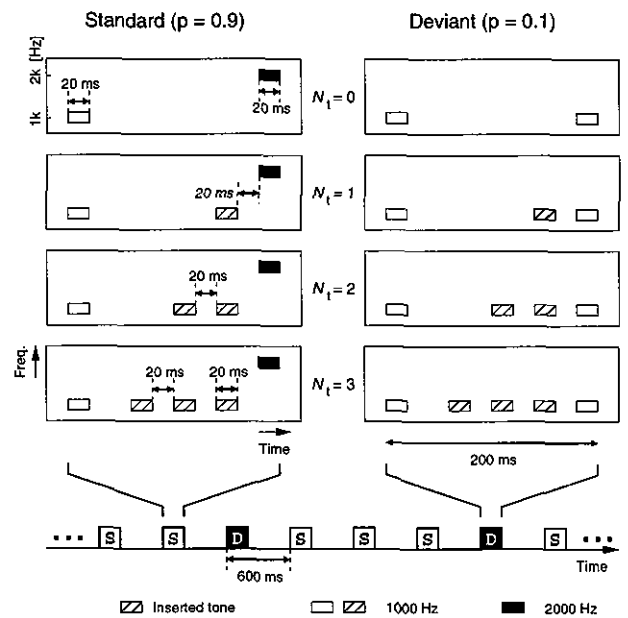 Standard (p = 0.9)
Deviant (p = 0.1)
2k [Hz]
1k
20 ms
20 ms
N_t = 0
20 ms
N_t = 1
20 ms
N_t = 2
Freq.
20 ms
20 ms
N_t = 3
Time
200 ms
... S S D S S S D S ...
Time
600 ms
Inserted tone
1000 Hz
2000 Hz